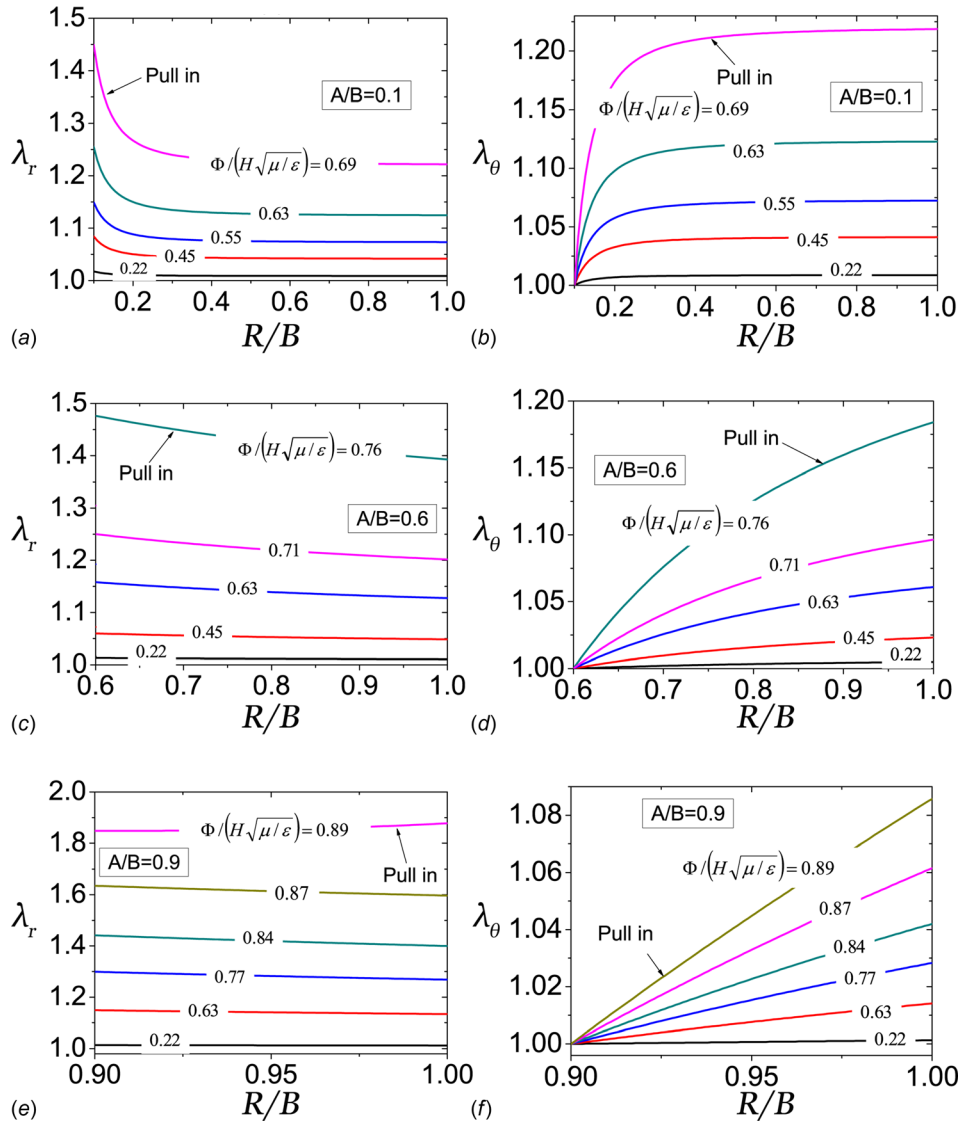 1.5
1.4
1.3
1.2
1.1
1.0
λr
Pull in
A/B=0.1
Φ/(H√μ/ε)=0.69
0.63
0.55
0.45
0.22
0.2 0.4 0.6 0.8 1.0
R/B
(a)
1.20
1.15
1.10
1.05
1.00
λθ
Pull in
A/B=0.1
Φ/(H√μ/ε)=0.69
0.63
0.55
0.45
0.22
0.2 0.4 0.6 0.8 1.0
R/B
(b)
1.5
1.4
1.3
1.2
1.1
1.0
λr
Φ/(H√μ/ε)=0.76
Pull in
A/B=0.6
0.71
0.63
0.45
0.22
0.6 0.7 0.8 0.9 1.0
R/B
(c)
1.20
1.15
1.10
1.05
1.00
λθ
Pull in
A/B=0.6
Φ/(H√μ/ε)=0.76
0.71
0.63
0.45
0.22
0.6 0.7 0.8 0.9 1.0
R/B
(d)
2.0
1.8
1.6
1.4
1.2
1.0
λr
Φ/(H√μ/ε)=0.89
A/B=0.9
Pull in
0.87
0.84
0.77
0.63
0.22
0.90 0.95 1.00
R/B
(e)
1.08
1.06
1.04
1.02
1.00
λθ
A/B=0.9
Φ/(H√μ/ε)=0.89
0.87
Pull in
0.84
0.77
0.63
0.22
0.90 0.95 1.00
R/B
(f)